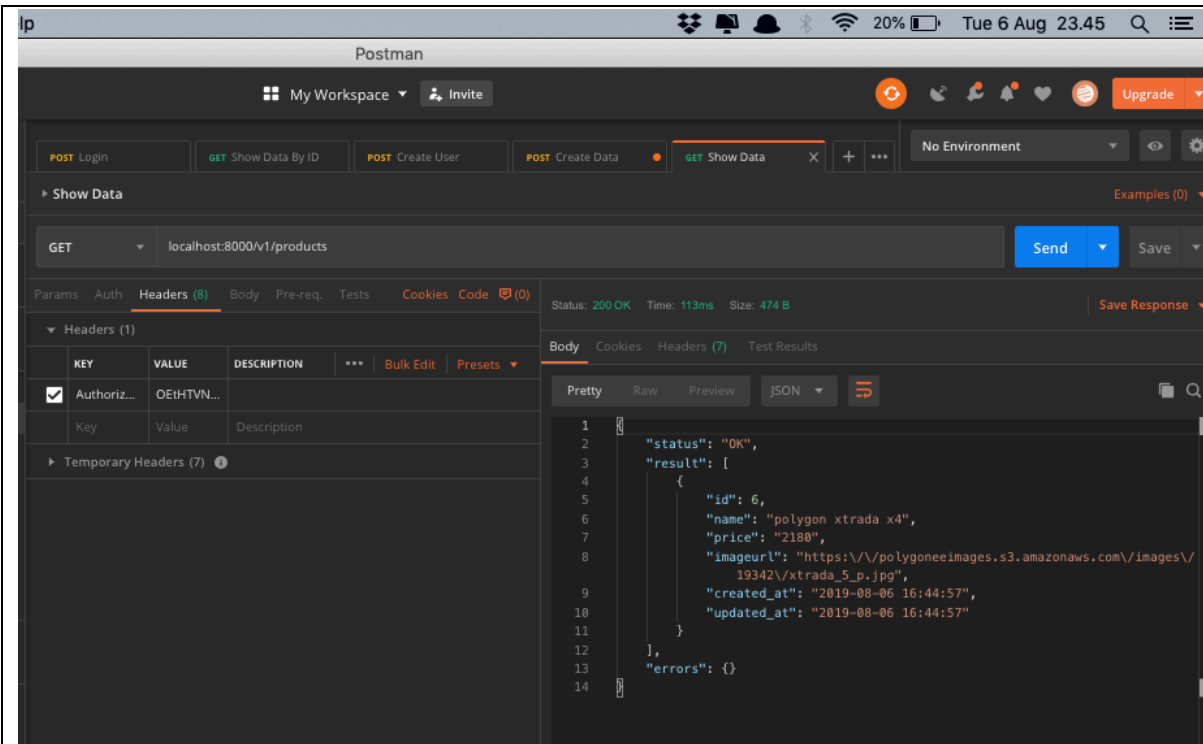 lp 20% Tue 6 Aug 23.45
Postman
My Workspace Invite Upgrade
POST Login GET Show Data By ID POST Create User POST Create Data GET Show Data No Environment
Show Data Examples (0)
GET localhost:8000/v1/products Send Save
Params Auth Headers (8) Body Pre-req. Tests Cookies Code (0)
Status: 200 OK Time: 113ms Size: 474 B Save Response
Headers (1)
Body Cookies Headers (7) Test Results
KEY VALUE DESCRIPTION Bulk Edit Presets
Authoriz... OEtHTVN...
Pretty Raw Preview JSON
Key Value Description
Temporary Headers (7)
1 {
2 "status": "OK",
3 "result": [
4 {
5 "id": 6,
6 "name": "polygon xtrada x4",
7 "price": "2180",
8 "imageurl": "https:\/\/polygoneeimages.s3.amazonaws.com\/images\/
19342\/xtrada_5_p.jpg",
9 "created_at": "2019-08-06 16:44:57",
10 "updated_at": "2019-08-06 16:44:57"
11 }
12 ],
13 "errors": {}
14 }